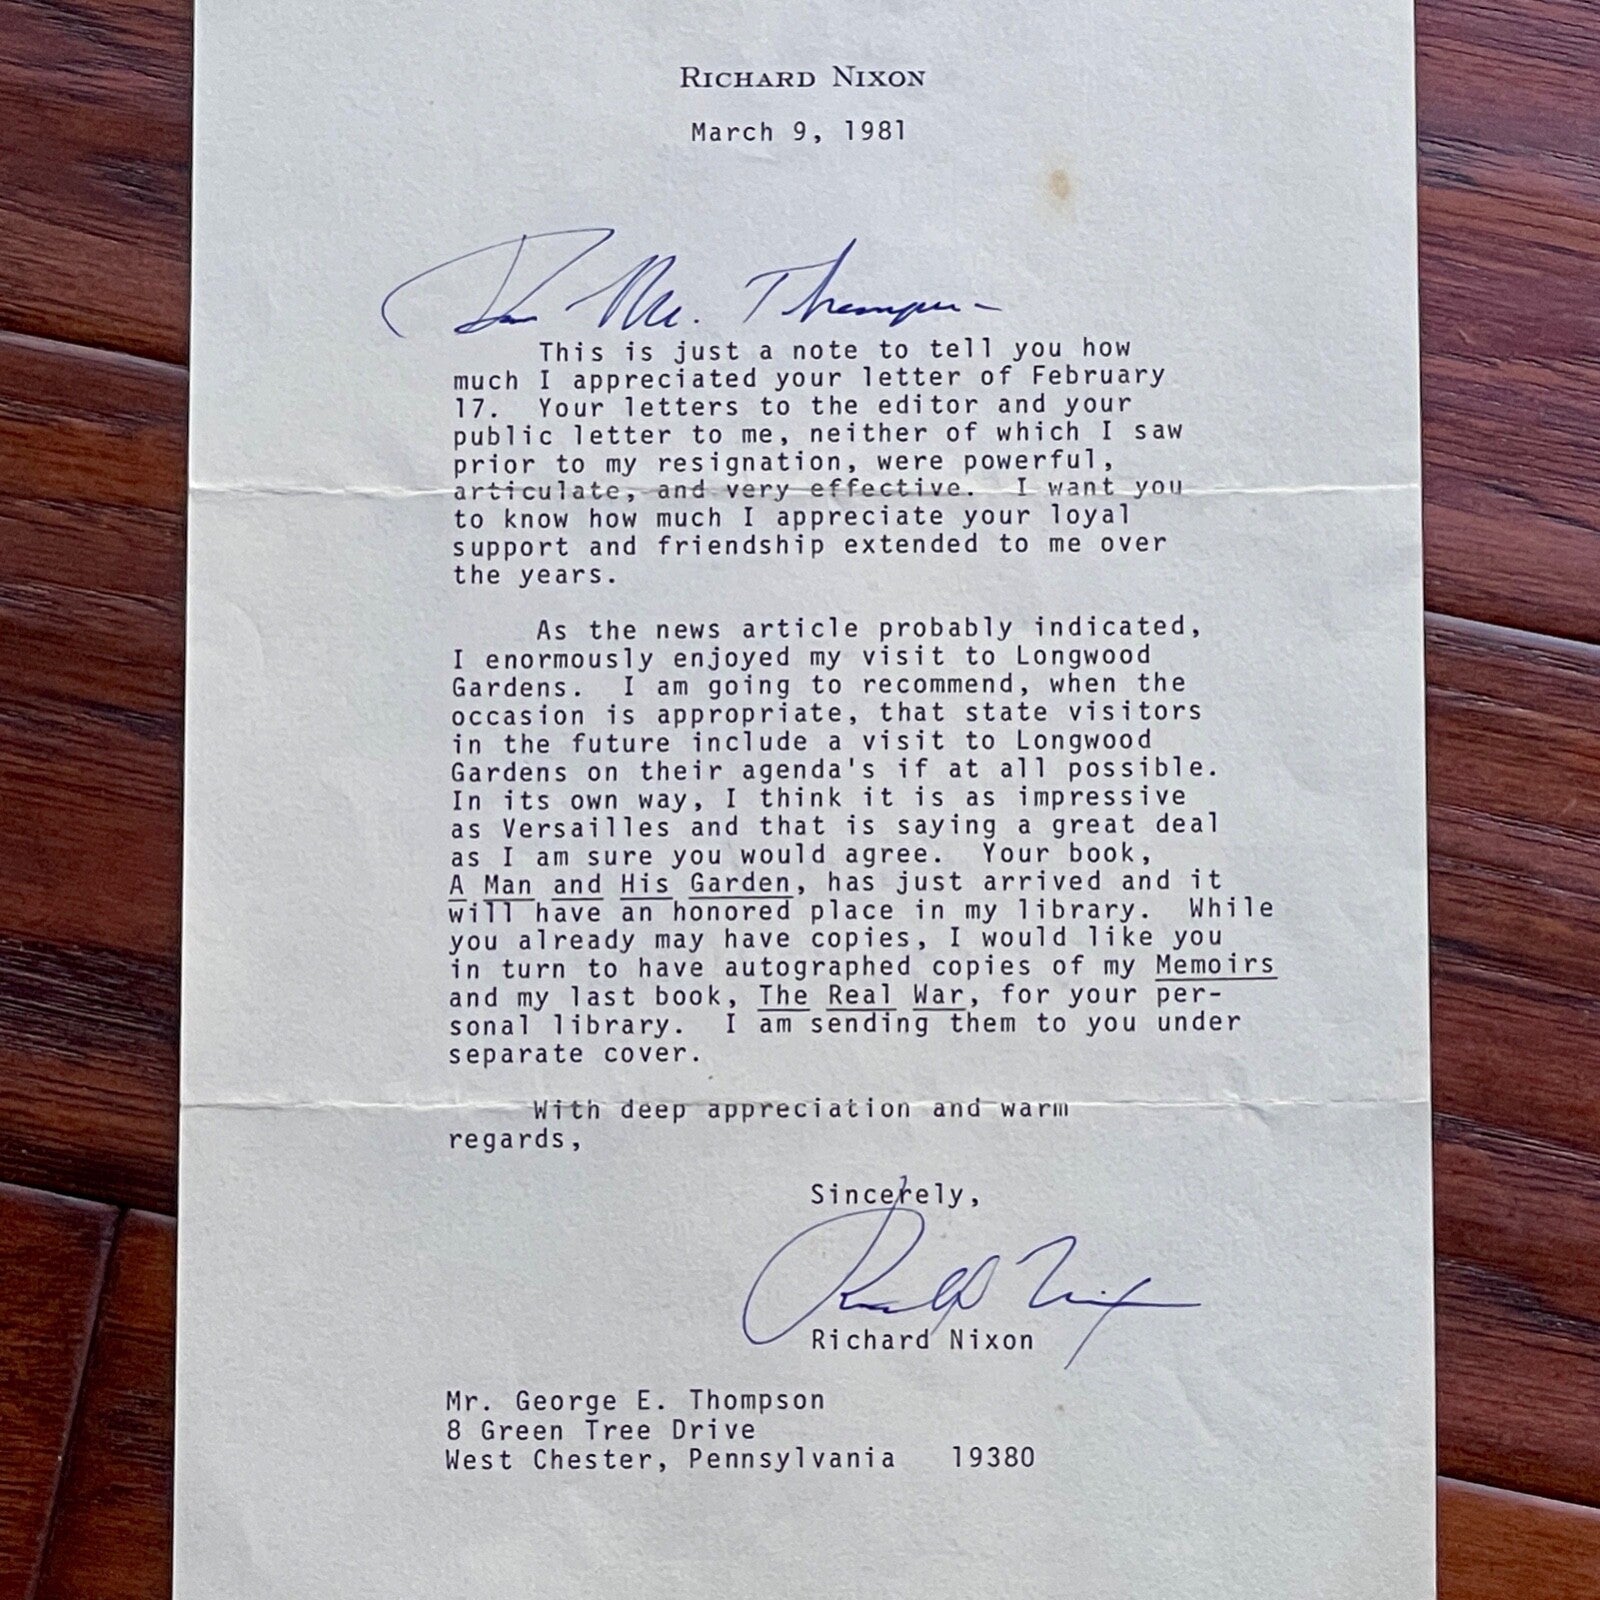 RICHARD NIXON
March 9, 1981
Dear Mr. Thompson -
This is just a note to tell you how
much I appreciated your letter of February
17. Your letters to the editor and your
public letter to me, neither of which I saw
prior to my resignation, were powerful,
articulate, and very effective. I want you
to know how much I appreciate your loyal
support and friendship extended to me over
the years.
As the news article probably indicated,
I enormously enjoyed my visit to Longwood
Gardens. I am going to recommend, when the
occasion is appropriate, that state visitors
in the future include a visit to Longwood
Gardens on their agenda's if at all possible.
In its own way, I think it is as impressive
as Versailles and that is saying a great deal
as I am sure you would agree. Your book,
A Man and His Garden, has just arrived and it
will have an honored place in my library. While
you already may have copies, I would like you
in turn to have autographed copies of my Memoirs
and my last book, The Real War, for your per-
sonal library. I am sending them to you under
separate cover.
With deep appreciation and warm
regards,
Sincerely,
Richard Nixon
Richard Nixon
Mr. George E. Thompson
8 Green Tree Drive
West Chester, Pennsylvania 19380